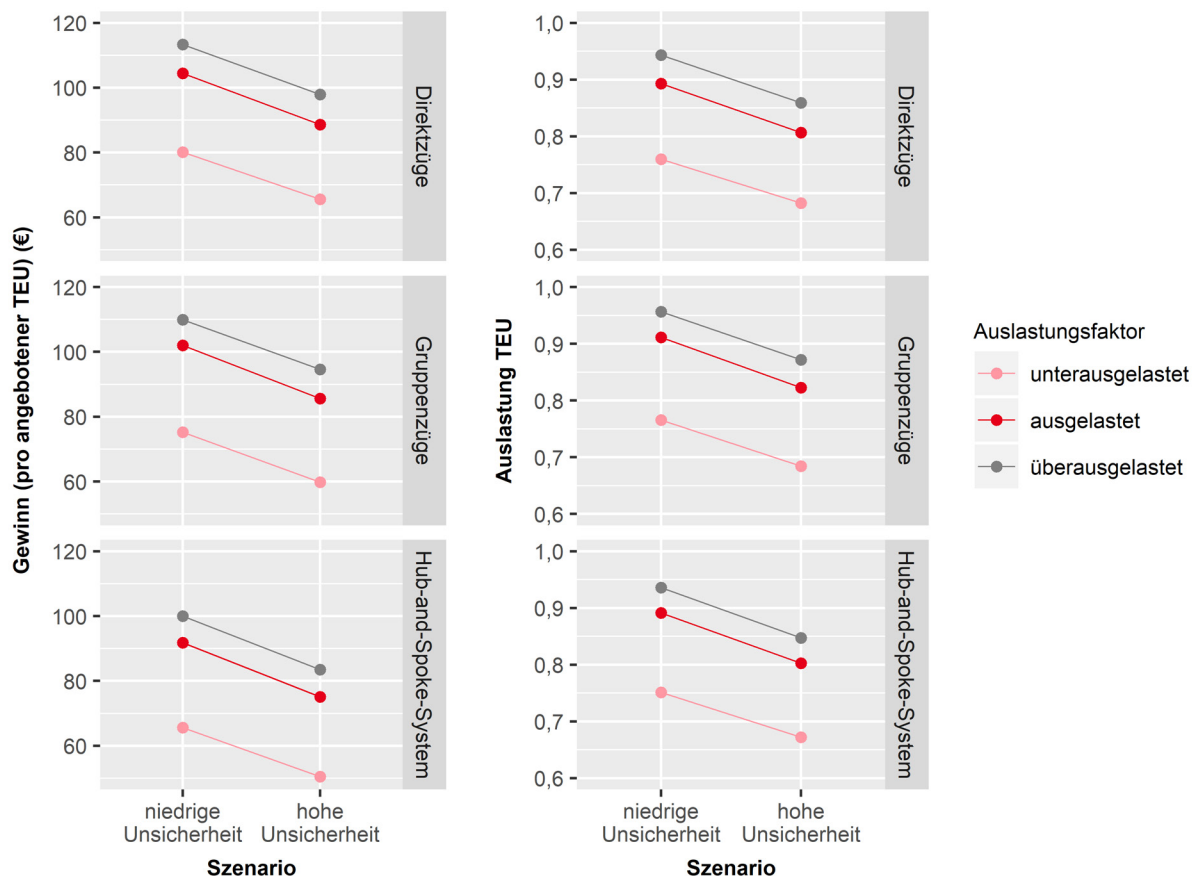 Gewinn (pro angebotener TEU) (€)
120
100
80
60
Direktzüge
120
100
80
60
Gruppenzüge
120
100
80
60
Hub-and-Spoke-System
niedrige
Unsicherheit
hohe
Unsicherheit
Szenario
Auslastung TEU
1,0
0,9
0,8
0,7
0,6
Direktzüge
1,0
0,9
0,8
0,7
0,6
Gruppenzüge
1,0
0,9
0,8
0,7
0,6
Hub-and-Spoke-System
niedrige
Unsicherheit
hohe
Unsicherheit
Szenario
Auslastungsfaktor
unterausgelastet
ausgelastet
überausgelastet